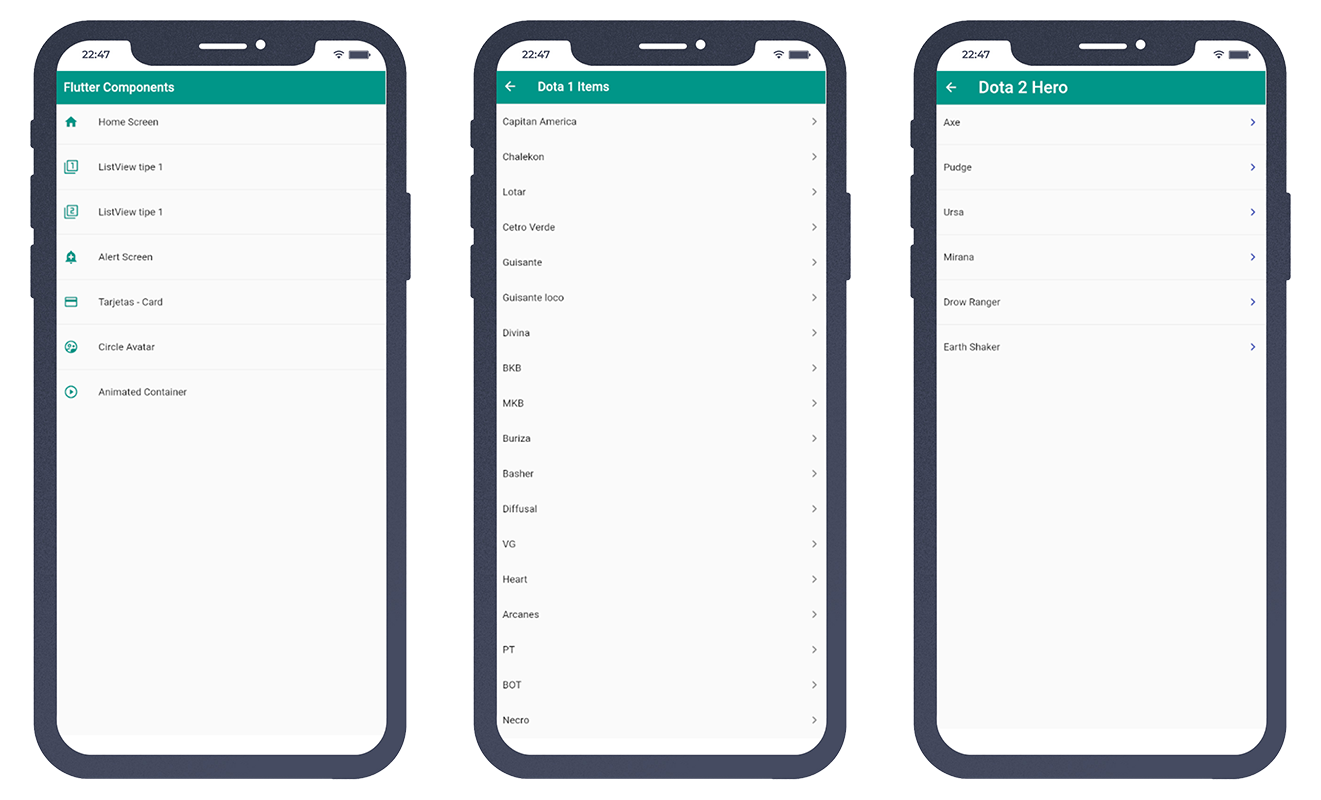 22:47
Flutter Components
Home Screen
1
ListView tipe 1
2
ListView tipe 1
Alert Screen
Tarjetas - Card
Circle Avatar
Animated Container
22:47
Dota 1 Items
Capitan America
Chalekon
Lotar
Cetro Verde
Guisante
Guisante loco
Divina
BKB
MKB
Buriza
Basher
Diffusal
VG
Heart
Arcanes
PT
BOT
Necro
22:47
Dota 2 Hero
Axe
Pudge
Ursa
Mirana
Drow Ranger
Earth Shaker